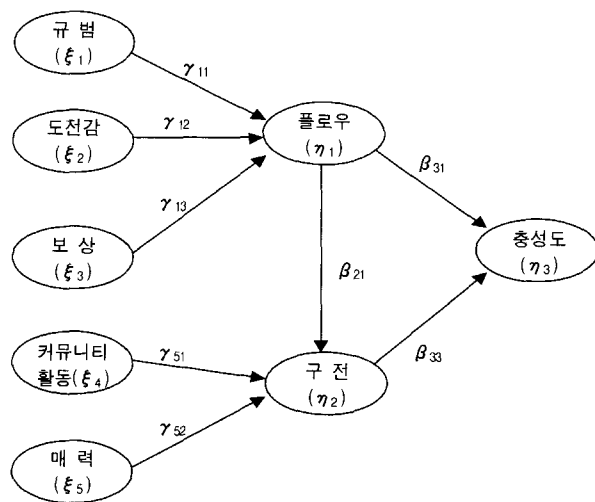 규 범
(ξ₁)
γ₁₁
도전감
(ξ₂)
γ₁₂
플로우
(η₁)
β₃₁
γ₁₃
보 상
(ξ₃)
충성도
(η₃)
β₂₁
커뮤니티
활동(ξ₄)
γ₅₁
구 전
(η₂)
β₃₃
γ₅₂
매 력
(ξ₅)